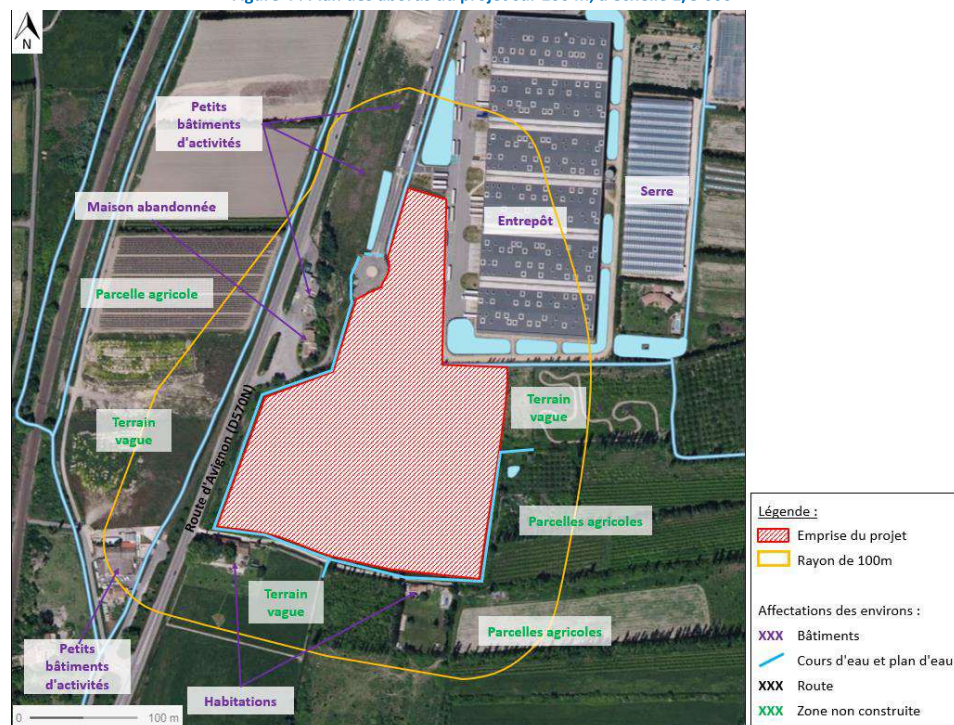 N
Petits
bâtiments
d'activités
Maison abandonnée
Entrepôt
Serre
Parcelle agricole
Terrain
vague
Route d'Avignon (D570N)
Terrain
vague
Parcelles agricoles
Terrain
vague
Parcelles agricoles
Petits
bâtiments
d'activités
Habitations
0 100 m
Légende :
Emprise du projet
Rayon de 100m
Affectations des environs :
XXX Bâtiments
Cours d'eau et plan d'eau
XXX Route
XXX Zone non construite